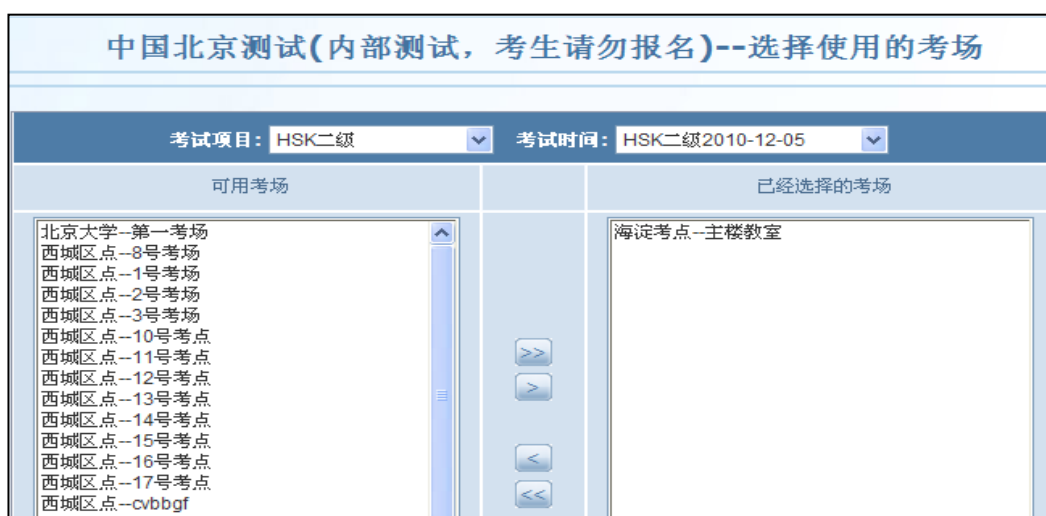 中国北京测试(内部测试，考生请勿报名)--选择使用的考场
考试项目： HSK二级 考试时间： HSK二级2010-12-05
可用考场 已经选择的考场
北京大学--第一考场
西城区点--8号考场
西城区点--1号考场
西城区点--2号考场
西城区点--3号考场
西城区点--10号考点
西城区点--11号考点
西城区点--12号考点
西城区点--13号考点
西城区点--14号考点
西城区点--15号考点
西城区点--16号考点
西城区点--17号考点
西城区点--cvbbgf
>>
>
<
<<
海淀考点--主楼教室